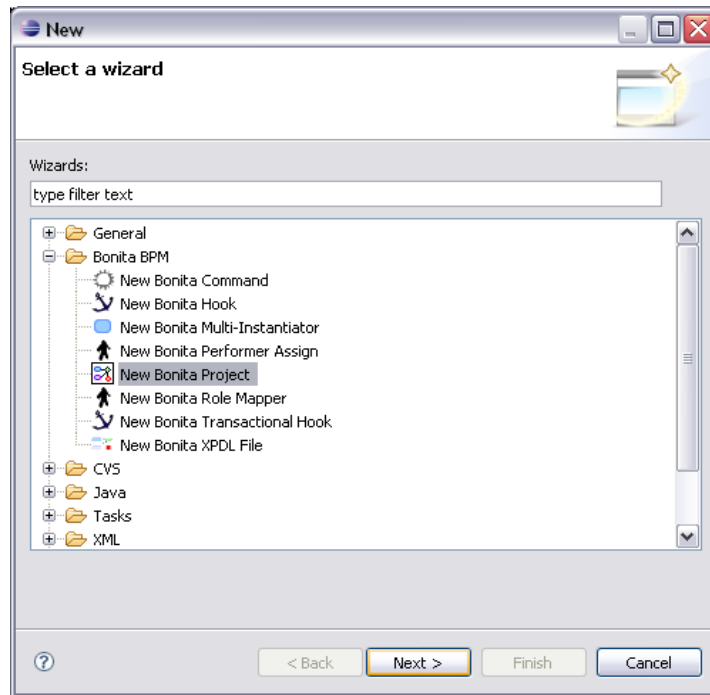 New
Select a wizard
Wizards:
type filter text
General
Bonita BPM
New Bonita Command
New Bonita Hook
New Bonita Multi-Instantiator
New Bonita Performer Assign
New Bonita Project
New Bonita Role Mapper
New Bonita Transactional Hook
New Bonita XPDL File
CVS
Java
Tasks
XML
? < Back Next > Finish Cancel